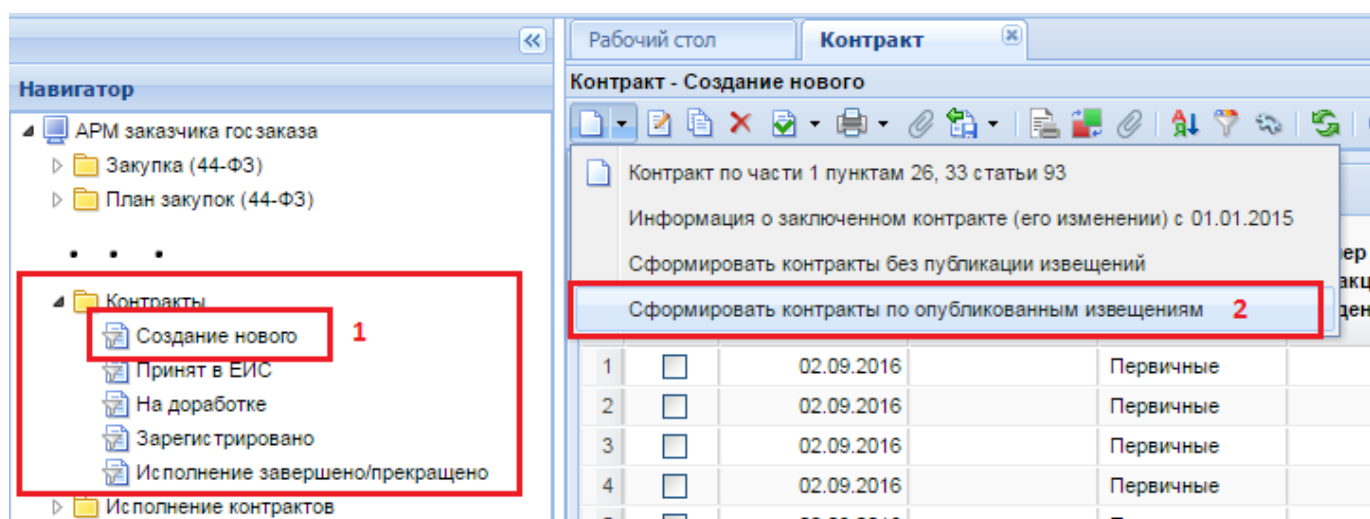 Рабочий стол
Контракт
Навигатор
Контракт - Создание нового
АРМ заказчика госзаказа
Закупка (44-ФЗ)
План закупок (44-ФЗ)
. . .
Контракты
Создание нового 1
Принят в ЕИС
На доработке
Зарегистрировано
Исполнение завершено/прекращено
Исполнение контрактов
Контракт по части 1 пунктам 26, 33 статьи 93
Информация о заключенном контракте (его изменении) с 01.01.2015
Сформировать контракты без публикации извещений
Сформировать контракты по опубликованным извещениям 2
1 02.09.2016 Первичные
2 02.09.2016 Первичные
3 02.09.2016 Первичные
4 02.09.2016 Первичные